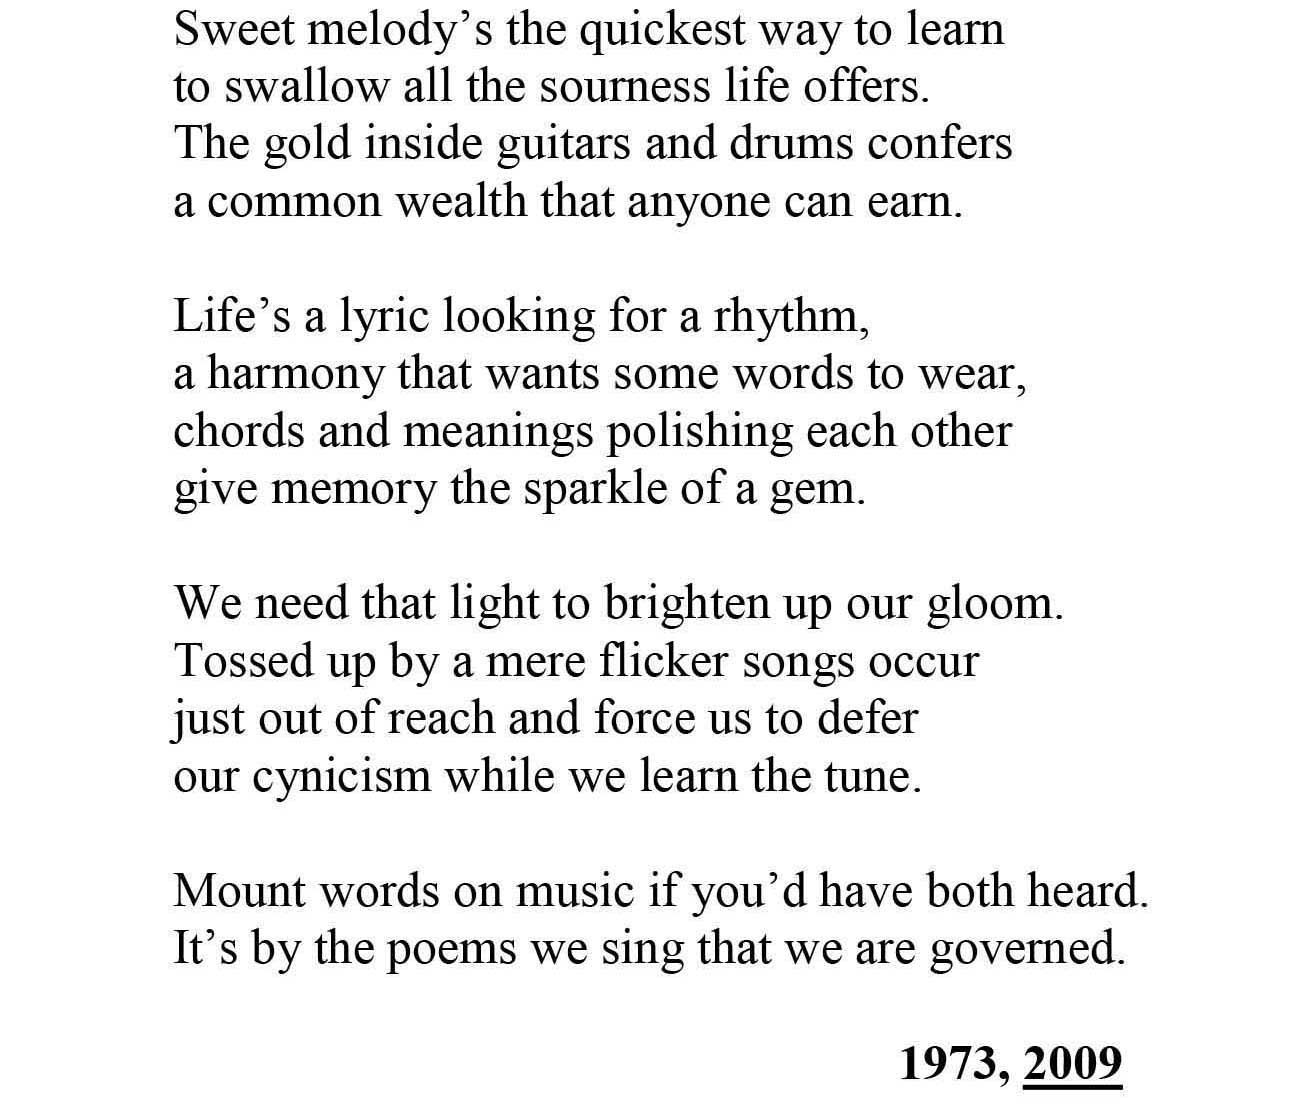 Sweet melody’s the quickest way to learn
to swallow all the sourness life offers.
The gold inside guitars and drums confers
a common wealth that anyone can earn.
Life’s a lyric looking for a rhythm,
a harmony that wants some words to wear,
chords and meanings polishing each other
give memory the sparkle of a gem.
We need that light to brighten up our gloom.
Tossed up by a mere flicker songs occur
just out of reach and force us to defer
our cynicism while we learn the tune.
Mount words on music if you’d have both heard.
It’s by the poems we sing that we are governed.
1973, 2009